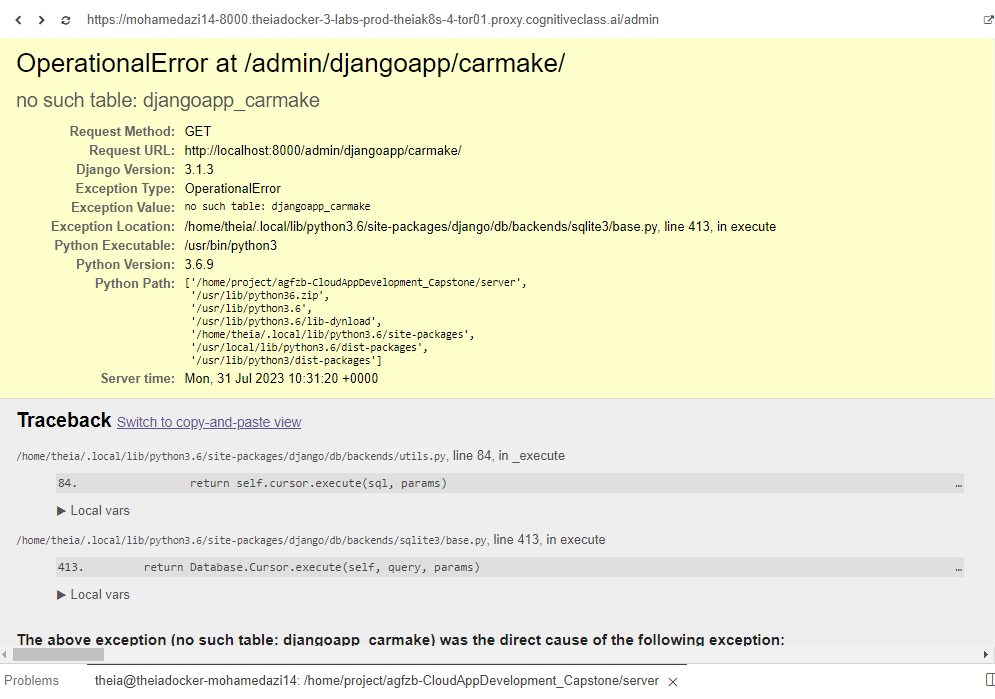 https://mohamedazi14-8000.theiadocker-3-labs-prod-theiak8s-4-tor01.proxy.cognitiveclass.ai/admin
OperationalError at /admin/djangoapp/carmake/
no such table: djangoapp_carmake
Request Method: GET
Request URL: http://localhost:8000/admin/djangoapp/carmake/
Django Version: 3.1.3
Exception Type: OperationalError
Exception Value: no such table: djangoapp_carmake
Exception Location: /home/theia/.local/lib/python3.6/site-packages/django/db/backends/sqlite3/base.py, line 413, in execute
Python Executable: /usr/bin/python3
Python Version: 3.6.9
Python Path: ['/home/project/agfzb-CloudAppDevelopment_Capstone/server',
'/usr/lib/python36.zip',
'/usr/lib/python3.6',
'/usr/lib/python3.6/lib-dynload',
'/home/theia/.local/lib/python3.6/site-packages',
'/usr/local/lib/python3.6/dist-packages',
'/usr/lib/python3/dist-packages']
Server time: Mon, 31 Jul 2023 10:31:20 +0000
Traceback Switch to copy-and-paste view
/home/theia/.local/lib/python3.6/site-packages/django/db/backends/utils.py, line 84, in _execute
84. return self.cursor.execute(sql, params) …
▶ Local vars
/home/theia/.local/lib/python3.6/site-packages/django/db/backends/sqlite3/base.py, line 413, in execute
413. return Database.Cursor.execute(self, query, params) …
▶ Local vars
The above exception (no such table: djangoapp_carmake) was the direct cause of the following exception:
Problems theia@theiadocker-mohamedazi14: /home/project/agfzb-CloudAppDevelopment_Capstone/server